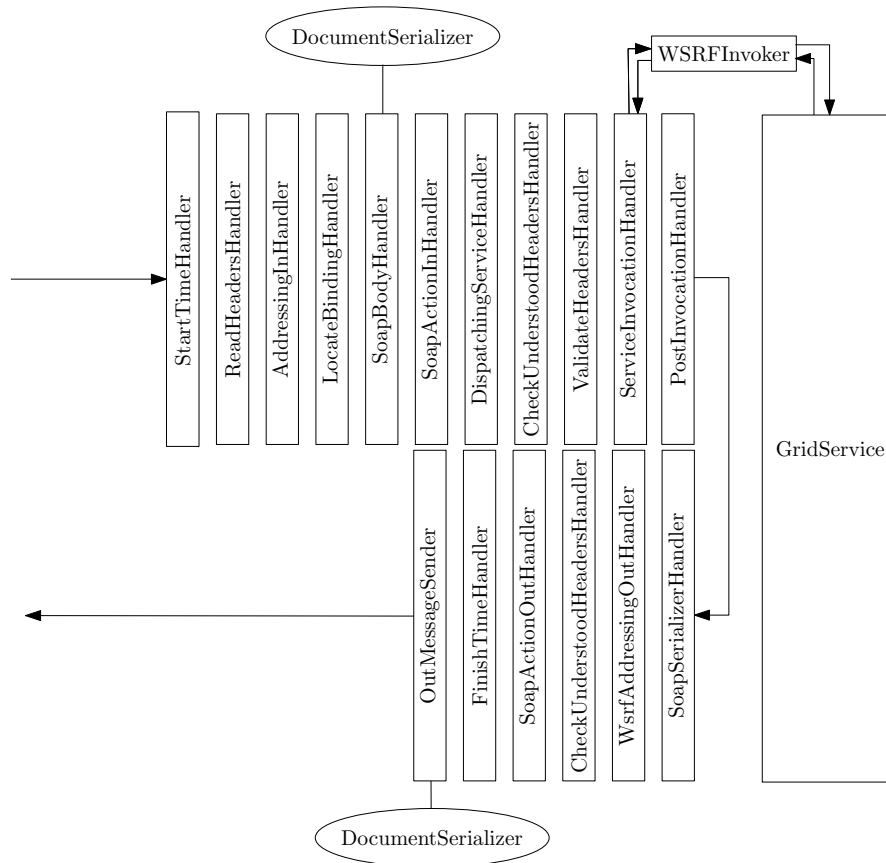 DocumentSerializer
WSRFInvoker
StartTimeHandler
ReadHeadersHandler
AddressingInHandler
LocateBindingHandler
SoapBodyHandler
SoapActionInHandler
DispatchingServiceHandler
CheckUnderstoodHeadersHandler
ValidateHeadersHandler
ServiceInvocationHandler
PostInvocationHandler
GridService
OutMessageSender
FinishTimeHandler
SoapActionOutHandler
CheckUnderstoodHeadersHandler
WsrfAddressingOutHandler
SoapSerializerHandler
DocumentSerializer